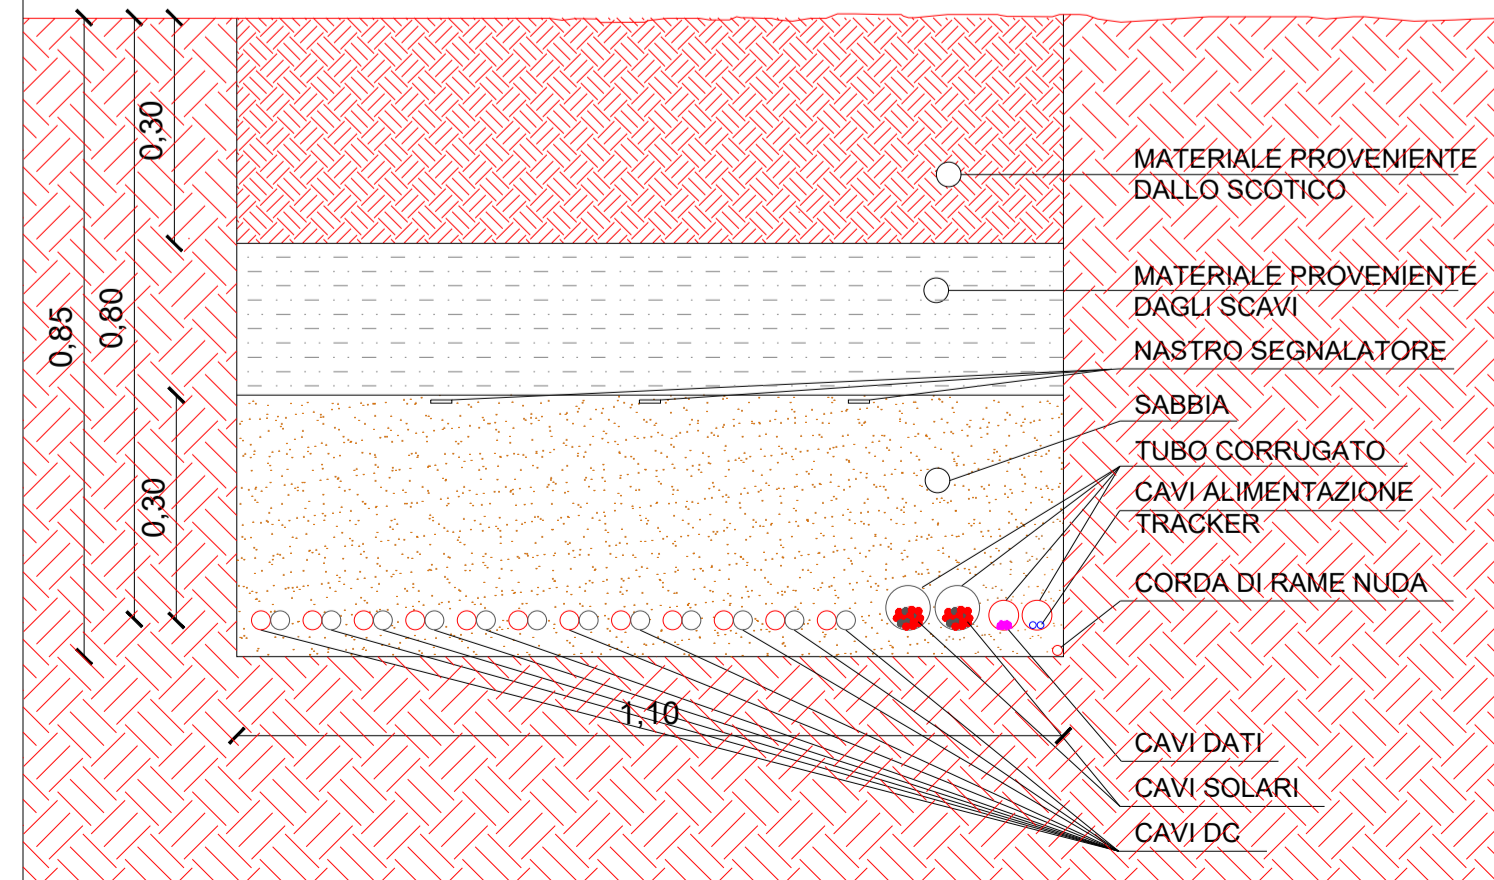 0,30
MATERIALE PROVENIENTE
DALLO SCOTICO
MATERIALE PROVENIENTE
DAGLI SCAVI
0,85
0,80
NASTRO SEGNALATORE
SABBIA
TUBO CORRUGATO
0,30
CAVI ALIMENTAZIONE
TRACKER
CORDA DI RAME NUDA
1,10
CAVI DATI
CAVI SOLARI
CAVI DC